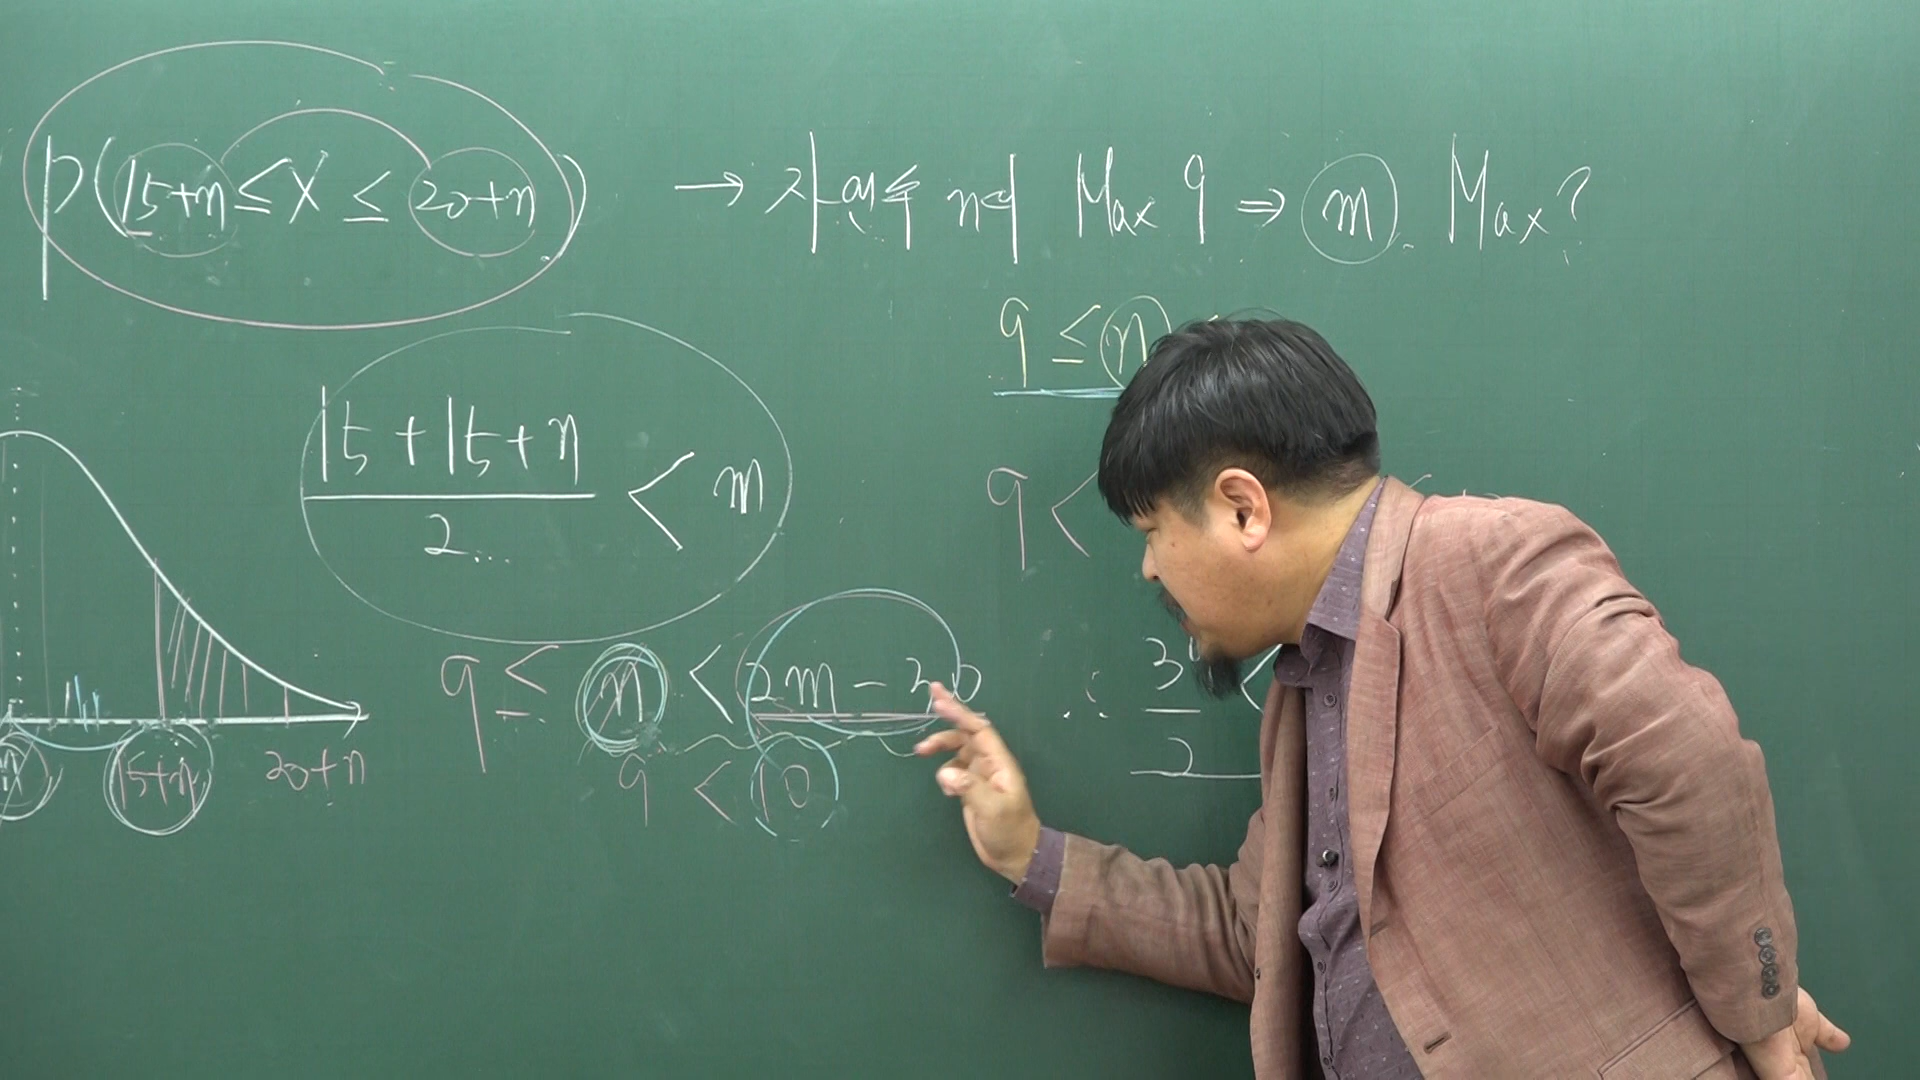 P(15+n ≤ X ≤ 20+n) → 자연수 n의 Max 9 ⇒ m Max?
9 ≤ n
15+15+n
2 < m
9 <
9 ≤ n < 2m-30
3
2 <
9 < 10
15+n 20+n